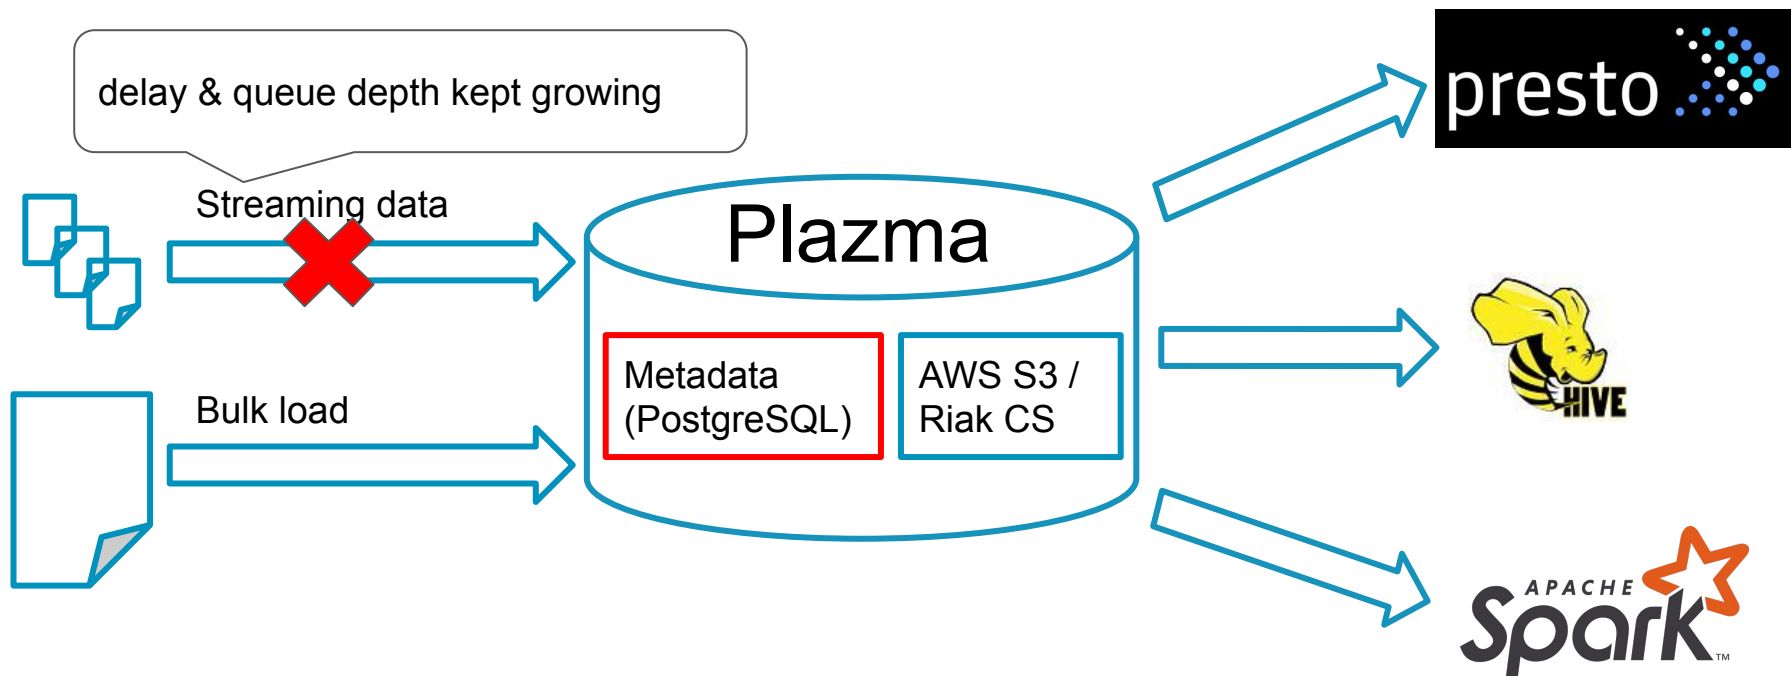 delay & queue depth kept growing
Streaming data
Bulk load
Plazma
Metadata
(PostgreSQL)
AWS S3 /
Riak CS
presto
HIVE
APACHE
Spark
TM